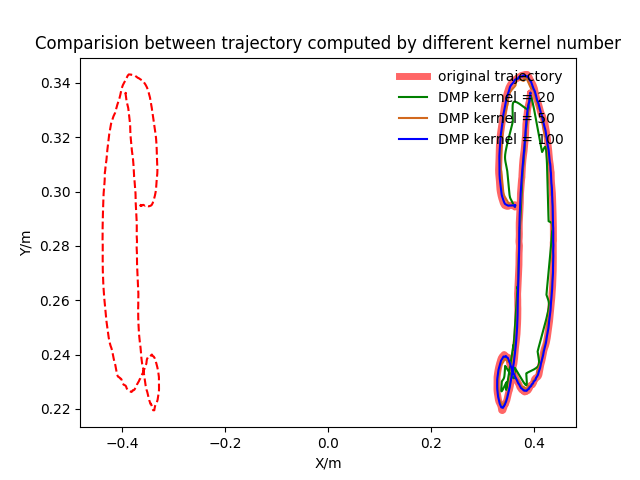 Comparision between trajectory computed by different kernel number
original trajectory
DMP kernel = 20
DMP kernel = 50
DMP kernel = 100
Y/m
0.34
0.32
0.30
0.28
0.26
0.24
0.22
−0.4
−0.2
0.0
0.2
0.4
X/m